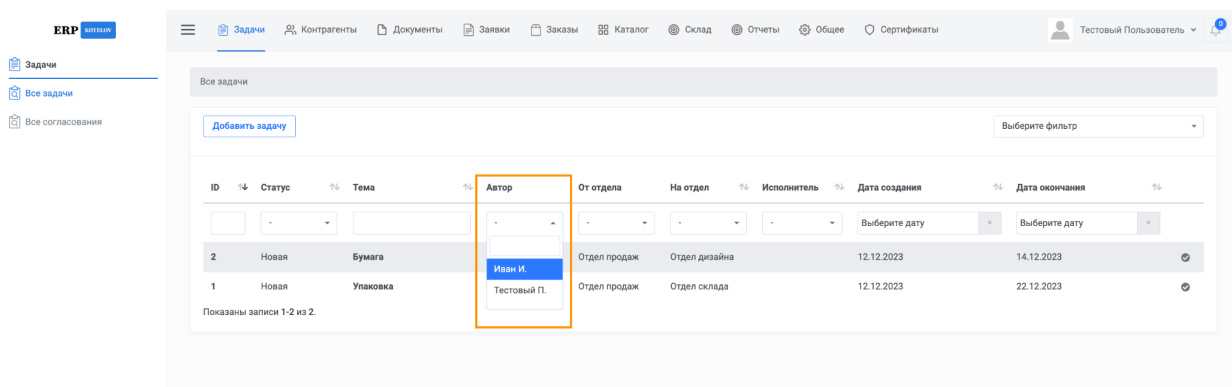 ERP KOTELOV
Задачи Контрагенты Документы Заявки Заказы Каталог Склад Отчеты Общее Сертификаты Тестовый Пользователь 0
Задачи
Все задачи
Все согласования
Все задачи
Добавить задачу Выберите фильтр
ID Статус Тема Автор От отдела На отдел Исполнитель Дата создания Дата окончания
- - - - - Выберите дату × Выберите дату ×
2 Новая Бумага Отдел продаж Отдел дизайна 12.12.2023 14.12.2023
Иван И.
1 Новая Упаковка Отдел продаж Отдел склада 12.12.2023 22.12.2023
Тестовый П.
Показаны записи 1-2 из 2.